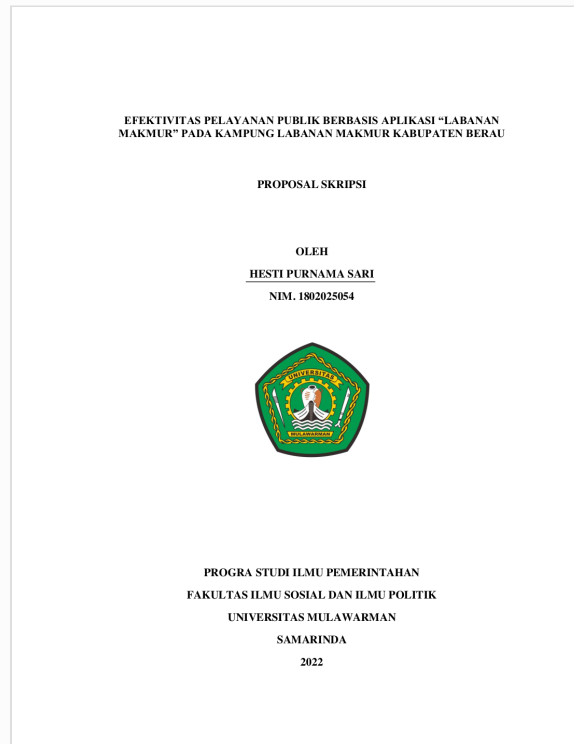 EFEKTIVITAS PELAYANAN PUBLIK BERBASIS APLIKASI “LABANAN
MAKMUR” PADA KAMPUNG LABANAN MAKMUR KABUPATEN BERAU
PROPOSAL SKRIPSI
OLEH
HESTI PURNAMA SARI
NIM. 1802025054
UNIVERSITAS
MULAWARMAN
PROGRA STUDI ILMU PEMERINTAHAN
FAKULTAS ILMU SOSIAL DAN ILMU POLITIK
UNIVERSITAS MULAWARMAN
SAMARINDA
2022